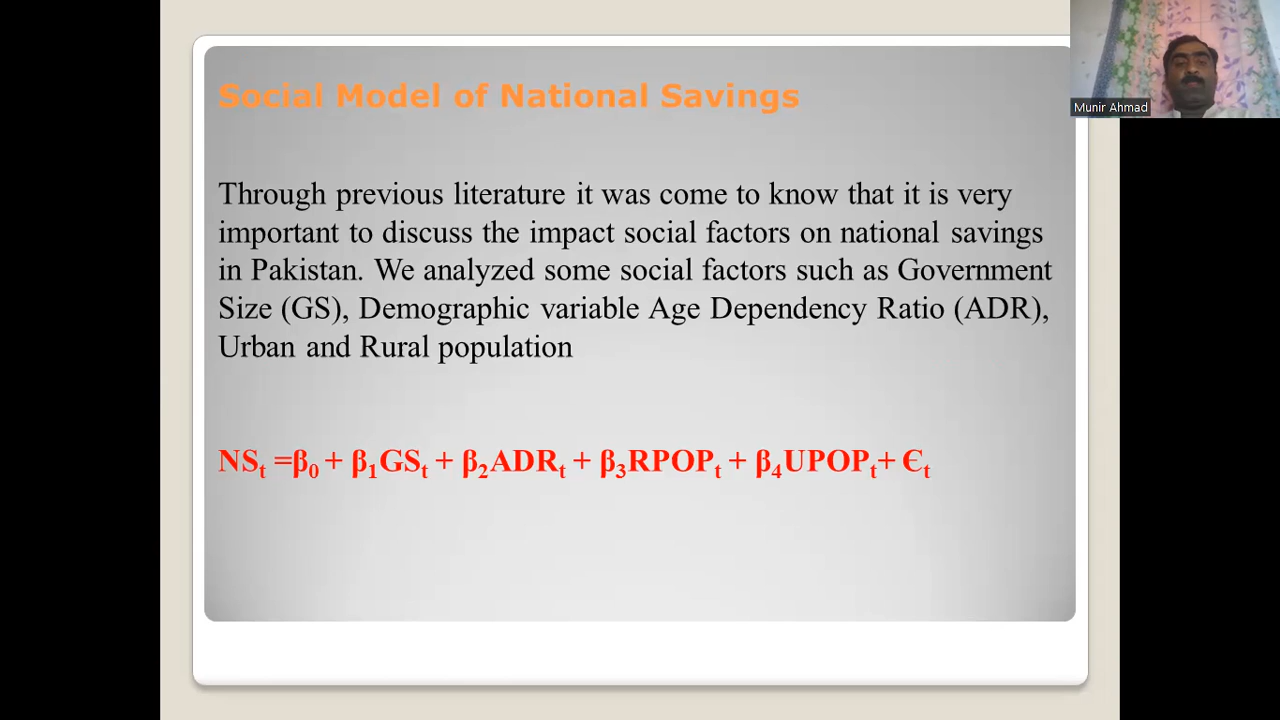 Social Model of National Savings
Munir Ahmad
Through previous literature it was come to know that it is very
important to discuss the impact social factors on national savings
in Pakistan. We analyzed some social factors such as Government
Size (GS), Demographic variable Age Dependency Ratio (ADR),
Urban and Rural population
NSₜ =β₀ + β₁GSₜ + β₂ADRₜ + β₃RPOPₜ + β₄UPOPₜ+ Єₜ